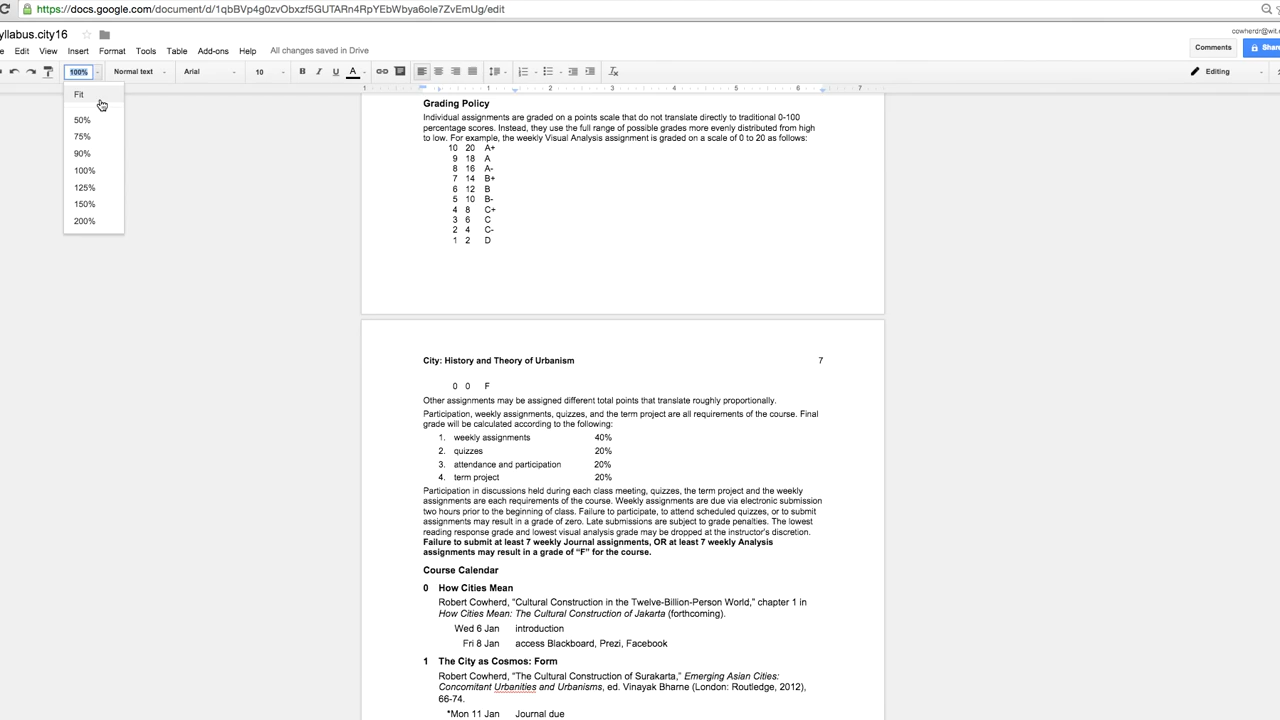 https://docs.google.com/document/d/1qbBVp4g0zvObxzf5GUTARn4RpYEbWbya6ole7ZvEmUg/edit
yllabus.city16
cowherdr@wit.e
Edit View Insert Format Tools Table Add-ons Help All changes saved in Drive
Comments
Share
100% Normal text Arial 10 B I U A Editing
1 1 2 3 4 5 6 7
Fit
50%
75%
90%
100%
125%
150%
200%
Grading Policy
Individual assignments are graded on a points scale that do not translate directly to traditional 0-100
percentage scores. Instead, they use the full range of possible grades more evenly distributed from high
to low. For example, the weekly Visual Analysis assignment is graded on a scale of 0 to 20 as follows:
10 20 A+
9 18 A
8 16 A-
7 14 B+
6 12 B
5 10 B-
4 8 C+
3 6 C
2 4 C-
1 2 D
City: History and Theory of Urbanism 7
0 0 F
Other assignments may be assigned different total points that translate roughly proportionally.
Participation, weekly assignments, quizzes, and the term project are all requirements of the course. Final
grade will be calculated according to the following:
1. weekly assignments 40%
2. quizzes 20%
3. attendance and participation 20%
4. term project 20%
Participation in discussions held during each class meeting, quizzes, the term project and the weekly
assignments are each requirements of the course. Weekly assignments are due via electronic submission
two hours prior to the beginning of class. Failure to participate, to attend scheduled quizzes, or to submit
assignments may result in a grade of zero. Late submissions are subject to grade penalties. The lowest
reading response grade and lowest visual analysis grade may be dropped at the instructor's discretion.
Failure to submit at least 7 weekly Journal assignments, OR at least 7 weekly Analysis
assignments may result in a grade of "F" for the course.
Course Calendar
0 How Cities Mean
Robert Cowherd, "Cultural Construction in the Twelve-Billion-Person World," chapter 1 in
How Cities Mean: The Cultural Construction of Jakarta (forthcoming).
Wed 6 Jan introduction
Fri 8 Jan access Blackboard, Prezi, Facebook
1 The City as Cosmos: Form
Robert Cowherd, "The Cultural Construction of Surakarta," Emerging Asian Cities:
Concomitant Urbanities and Urbanisms, ed. Vinayak Bharne (London: Routledge, 2012),
66-74.
*Mon 11 Jan Journal due